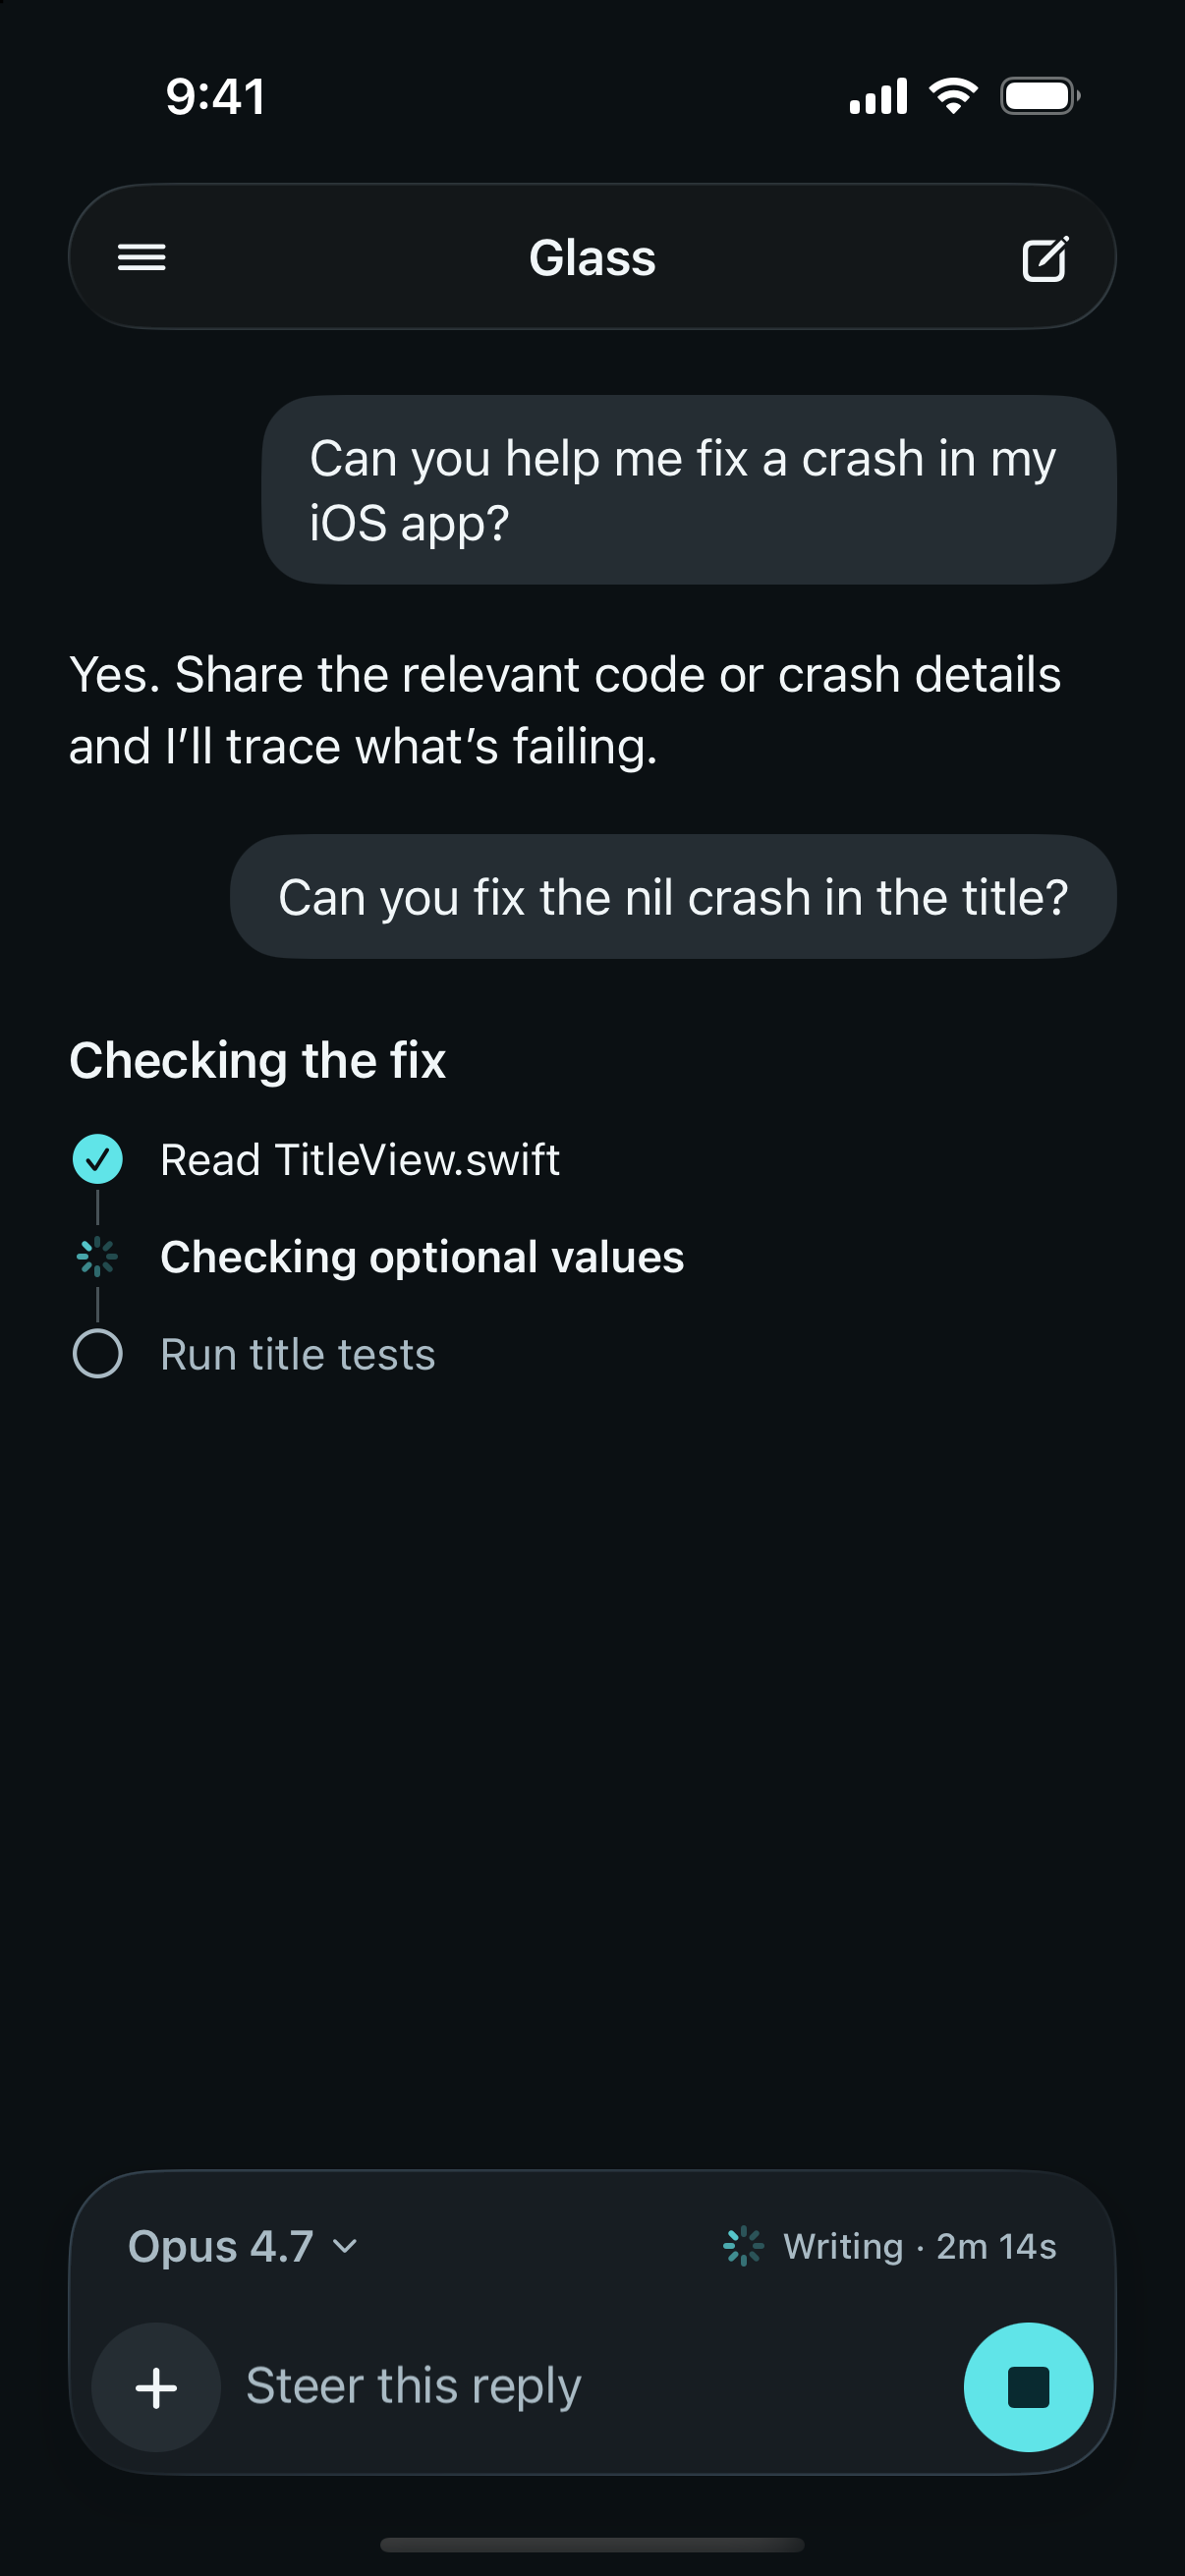 9:41
Glass
Can you help me fix a crash in my
iOS app?
Yes. Share the relevant code or crash details
and I’ll trace what’s failing.
Can you fix the nil crash in the title?
Checking the fix
Read TitleView.swift
Checking optional values
Run title tests
Opus 4.7
Writing · 2m 14s
Steer this reply